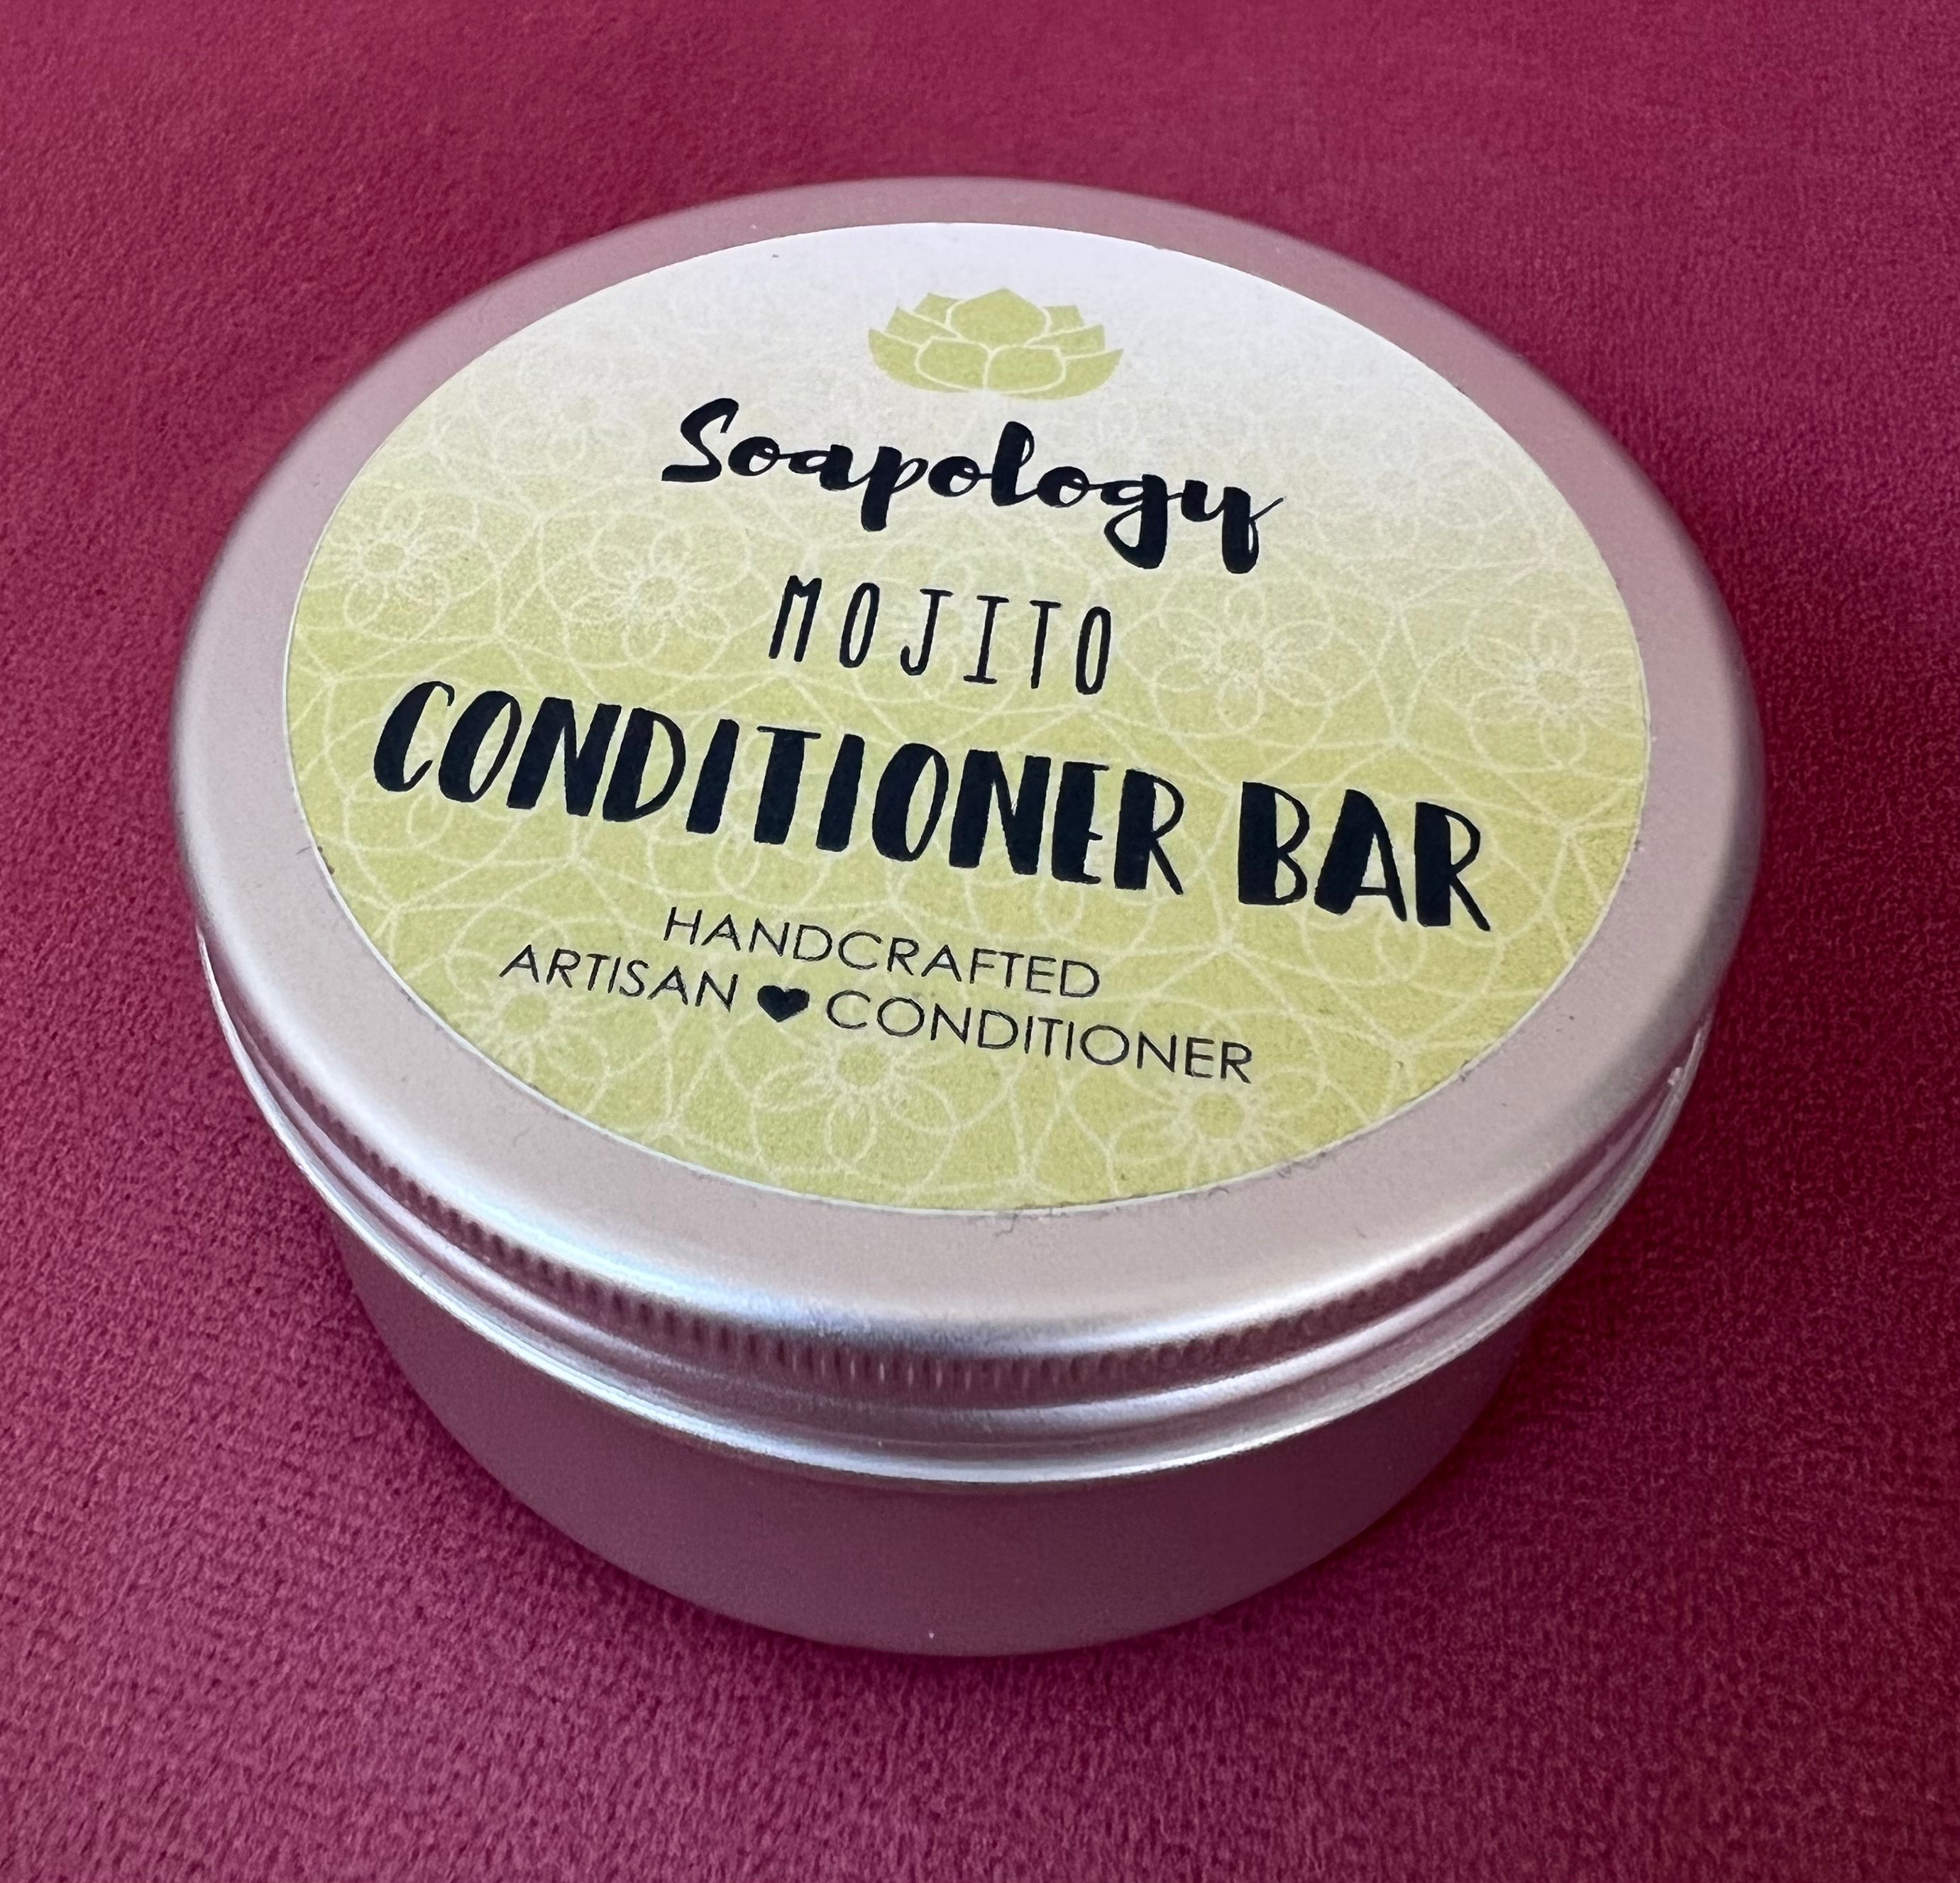 Soapology
MOJITO
CONDITIONER BAR
HANDCRAFTED
ARTISAN ♥ CONDITIONER